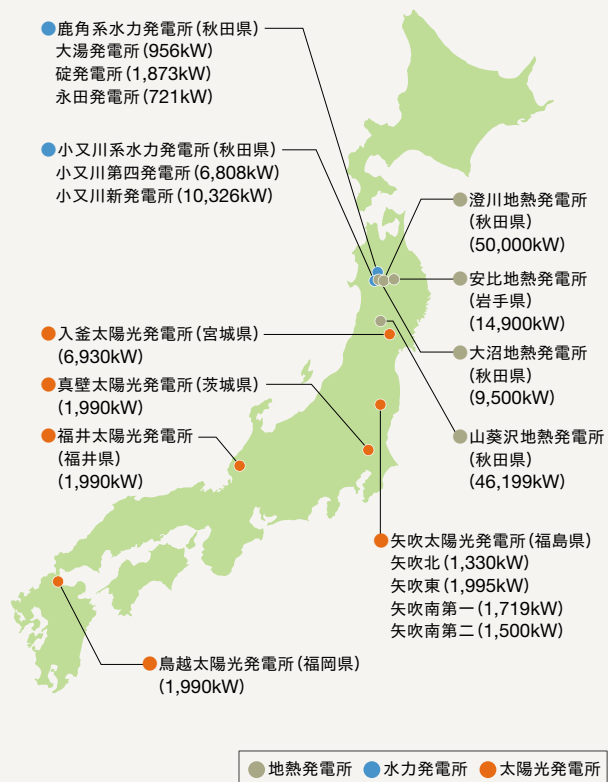 鹿角系水力発電所(秋田県)
大湯発電所(956kW)
碇発電所(1,873kW)
永田発電所(721kW)
小又川系水力発電所(秋田県)
小又川第四発電所(6,808kW)
小又川新発電所(10,326kW)
澄川地熱発電所
(秋田県)
(50,000kW)
安比地熱発電所
(岩手県)
(14,900kW)
大沼地熱発電所
(秋田県)
(9,500kW)
山葵沢地熱発電所
(秋田県)
(46,199kW)
入釜太陽光発電所(宮城県)
(6,930kW)
真壁太陽光発電所(茨城県)
(1,990kW)
福井太陽光発電所
(福井県)
(1,990kW)
矢吹太陽光発電所(福島県)
矢吹北(1,330kW)
矢吹東(1,995kW)
矢吹南第一(1,719kW)
矢吹南第二(1,500kW)
鳥越太陽光発電所(福岡県)
(1,990kW)
地熱発電所 水力発電所 太陽光発電所